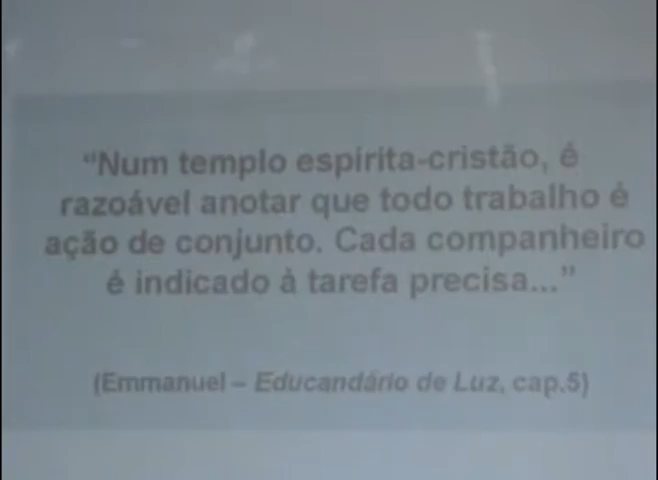 “Num templo espirita-cristão, é
razoável anotar que todo trabalho é
ação de conjunto. Cada companheiro
é indicado à tarefa precisa...”
(Emmanuel – Educandário de Luz, cap.5)